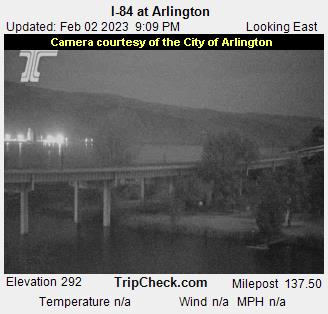 I-84 at Arlington
Updated: Feb 02 2023 9:09 PM Looking East
Camera courtesy of the City of Arlington
Elevation 292 TripCheck.com Milepost 137.50
Temperature n/a Wind n/a MPH n/a